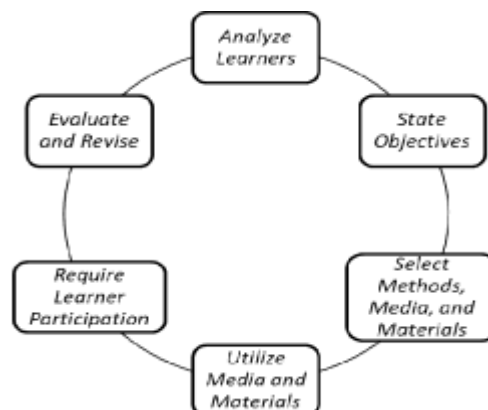 Analyze
Learners
State
Objectives
Select
Methods,
Media, and
Materials
Utilize
Media and
Materials
Require
Learner
Participation
Evaluate
and Revise